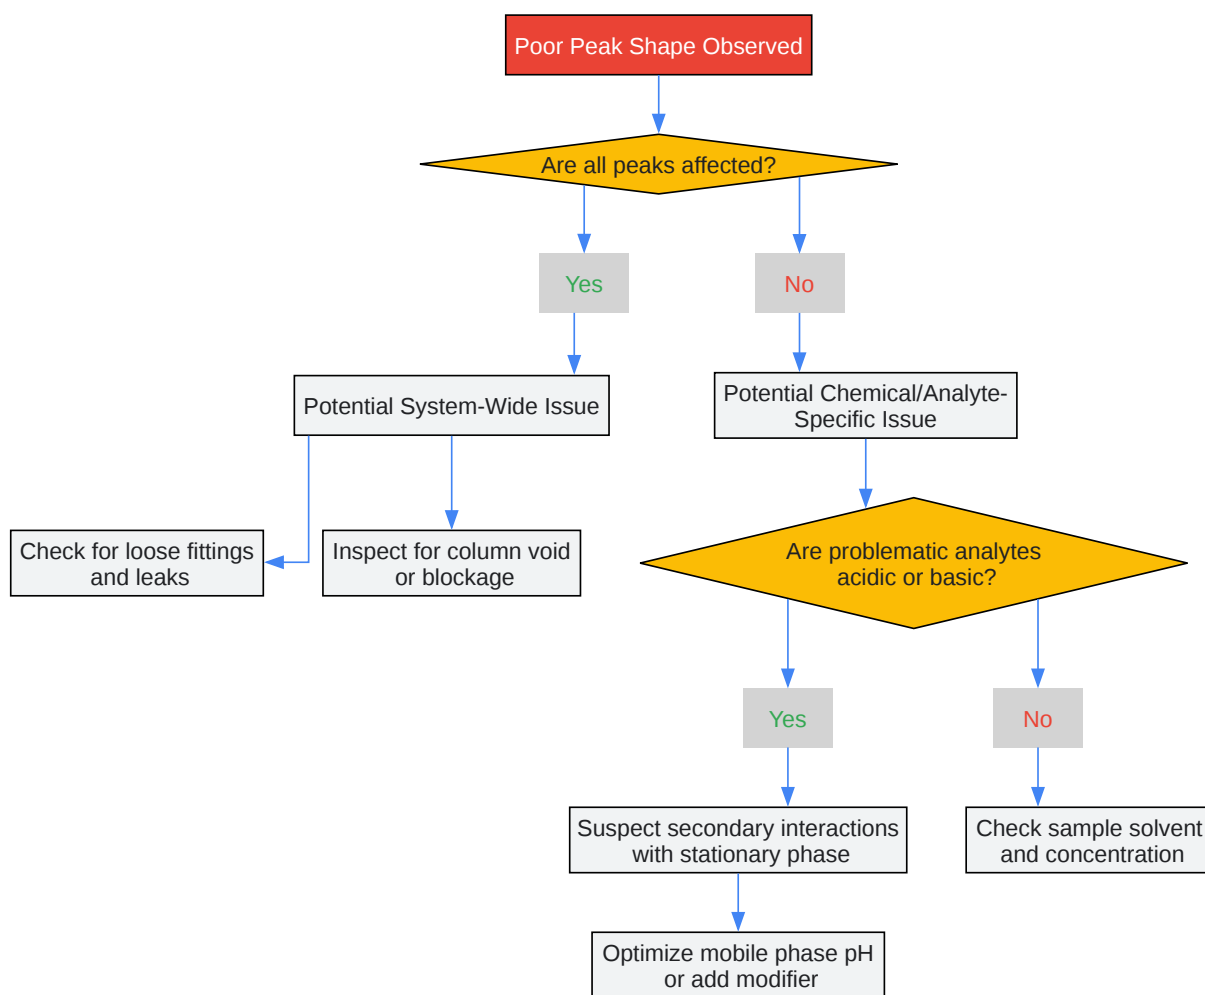 Poor Peak Shape Observed
Are all peaks affected?
Yes
No
Potential System-Wide Issue
Potential Chemical/Analyte-
Specific Issue
Check for loose fittings
and leaks
Inspect for column void
or blockage
Are problematic analytes
acidic or basic?
Yes
No
Suspect secondary interactions
with stationary phase
Check sample solvent
and concentration
Optimize mobile phase pH
or add modifier